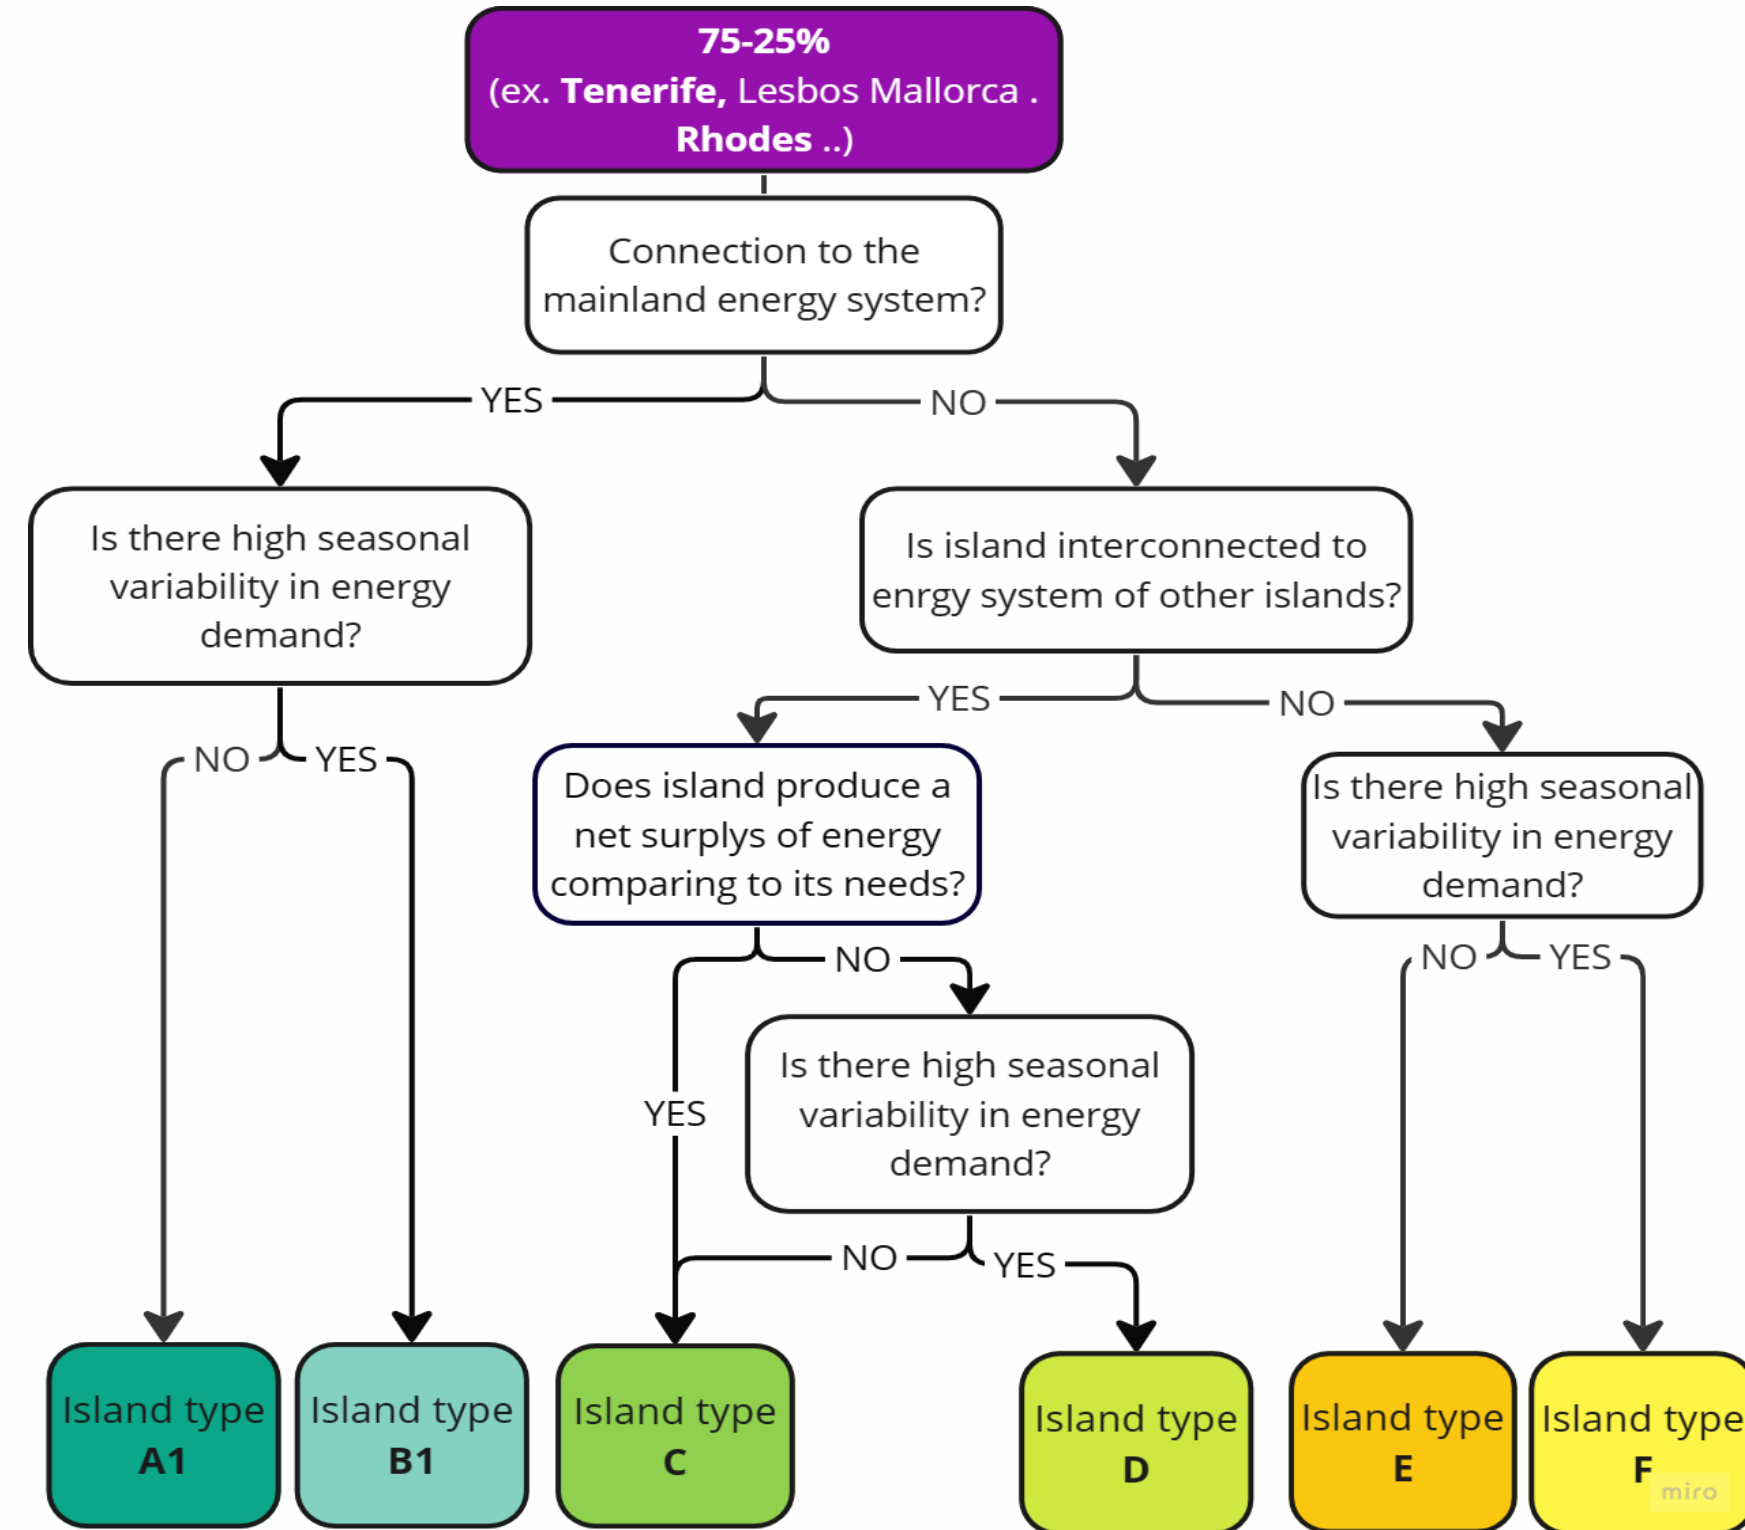 75-25%
(ex. Tenerife, Lesbos Mallorca .
Rhodes ..)
Connection to the
mainland energy system?
YES
NO
Is there high seasonal
variability in energy
demand?
Is island interconnected to
enrgy system of other islands?
YES
NO
NO
YES
Does island produce a
net surplys of energy
comparing to its needs?
Is there high seasonal
variability in energy
demand?
NO
NO
YES
Is there high seasonal
variability in energy
demand?
YES
NO
YES
Island type
A1
Island type
B1
Island type
C
Island type
D
Island type
E
Island type
F
miro